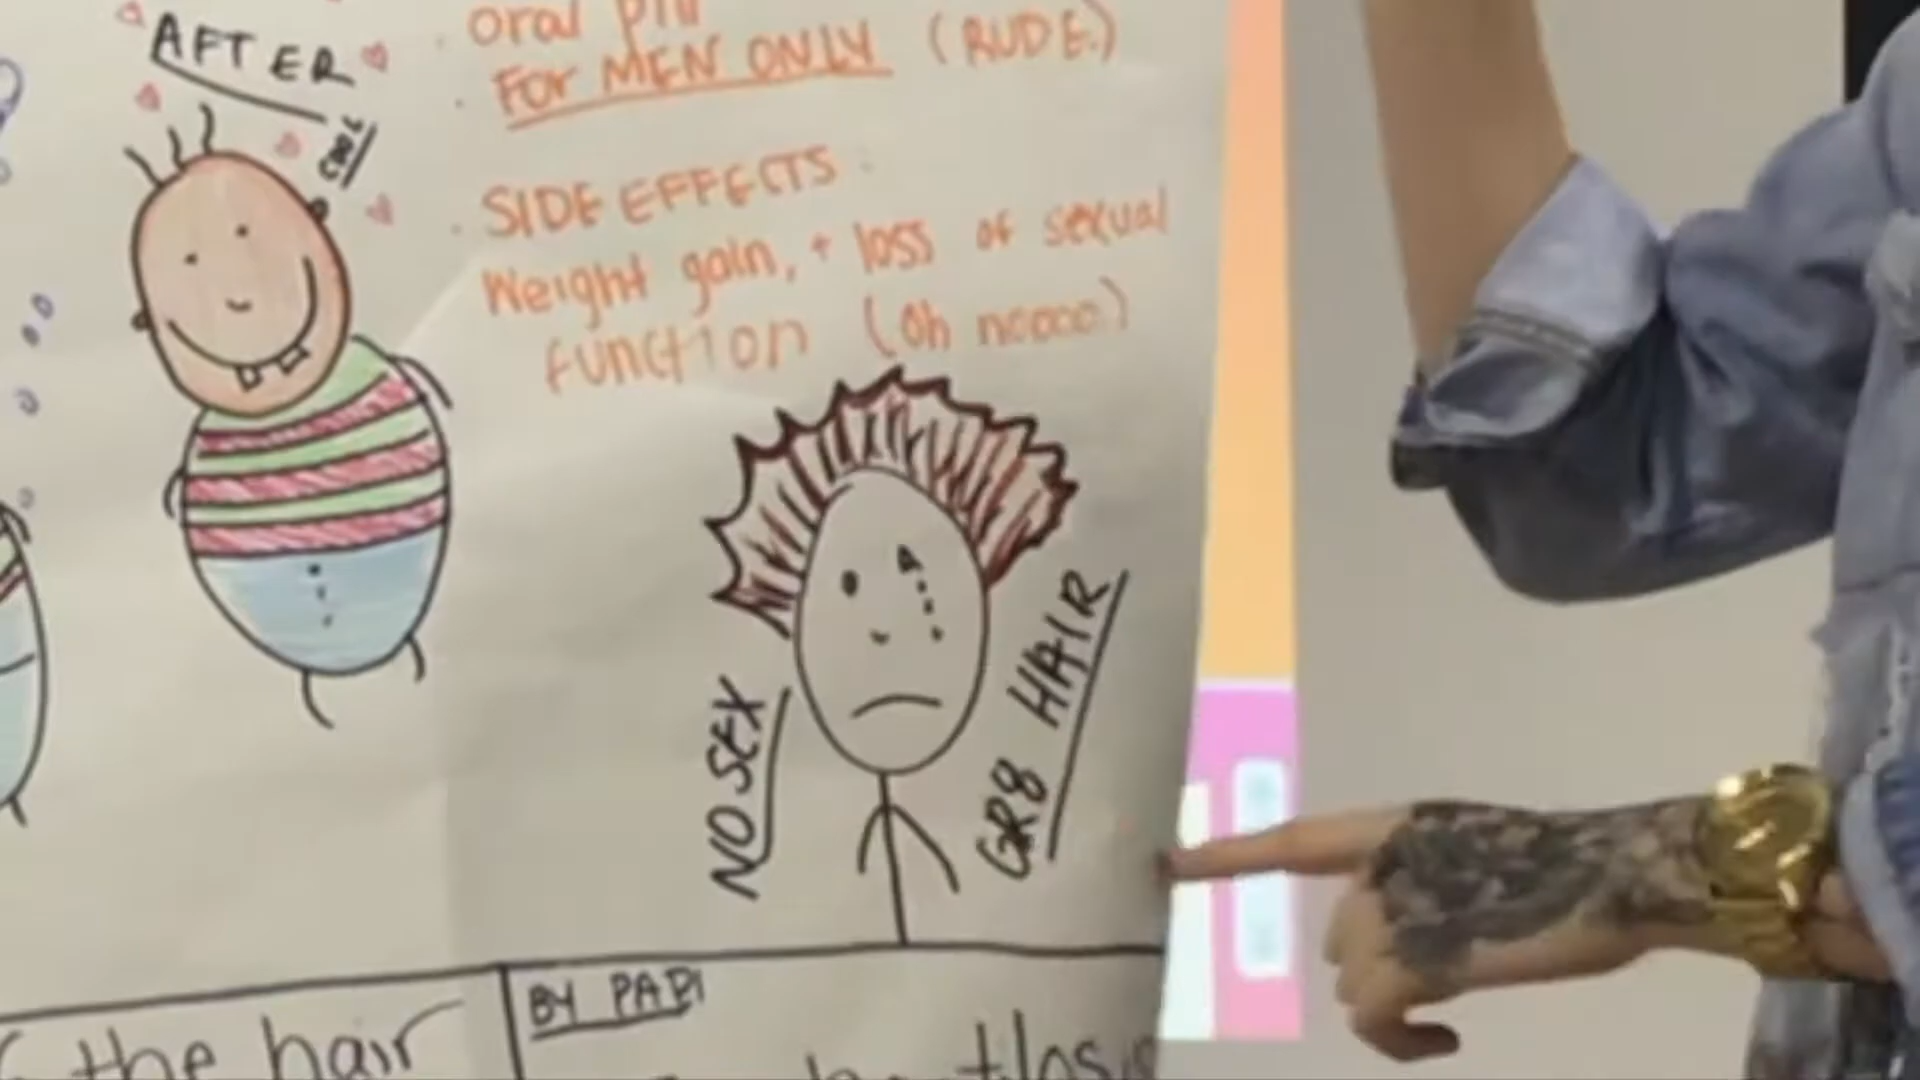 AFTER
GRL
oral pill
FOR MEN ONLY (RUDE.)
SIDE EFFECTS
Weight gain, + loss of sexual
function (oh noooo.)
NO SEX
GR8 HAIR
the hair
BY PAPI